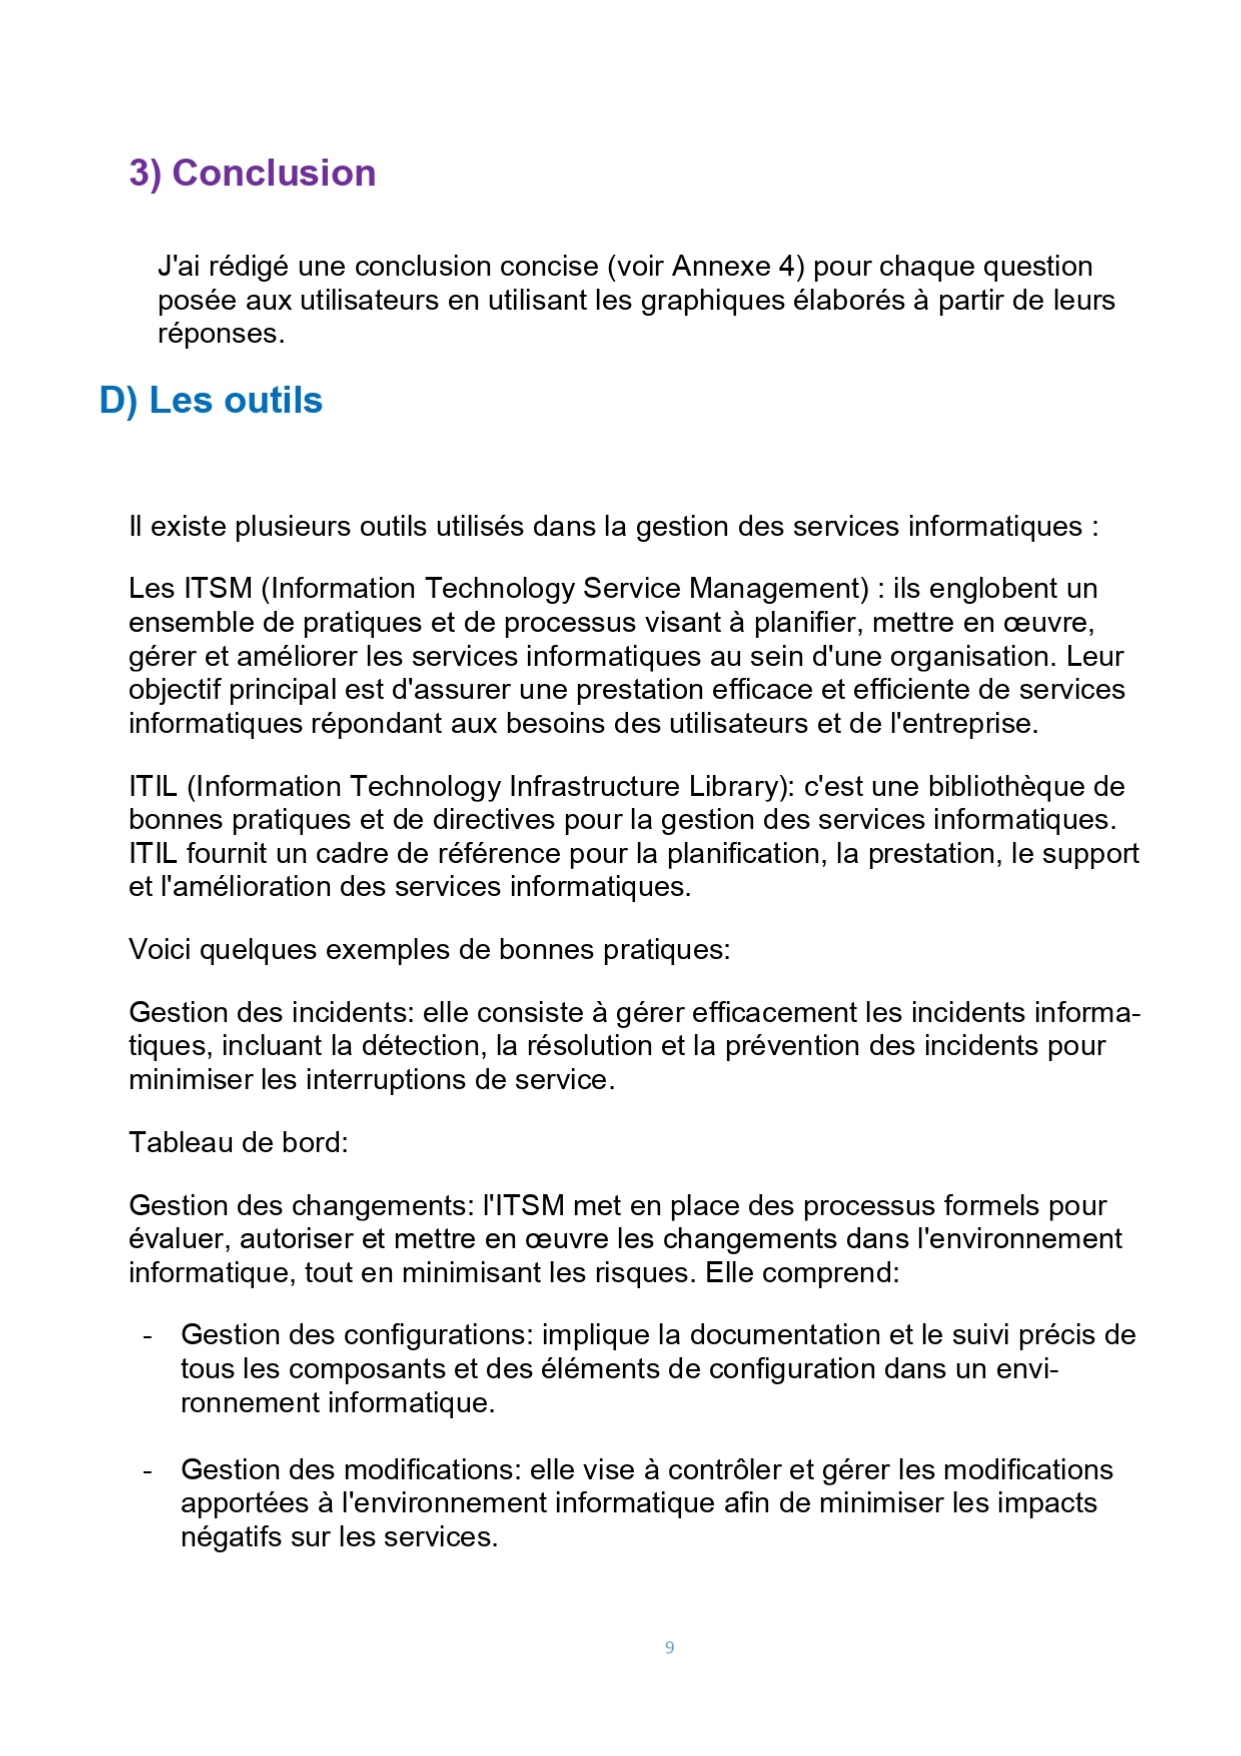 3) Conclusion
J'ai rédigé une conclusion concise (voir Annexe 4) pour chaque question
posée aux utilisateurs en utilisant les graphiques élaborés à partir de leurs
réponses.
D) Les outils
Il existe plusieurs outils utilisés dans la gestion des services informatiques :
Les ITSM (Information Technology Service Management) : ils englobent un
ensemble de pratiques et de processus visant à planifier, mettre en œuvre,
gérer et améliorer les services informatiques au sein d'une organisation. Leur
objectif principal est d'assurer une prestation efficace et efficiente de services
informatiques répondant aux besoins des utilisateurs et de l'entreprise.
ITIL (Information Technology Infrastructure Library): c'est une bibliothèque de
bonnes pratiques et de directives pour la gestion des services informatiques.
ITIL fournit un cadre de référence pour la planification, la prestation, le support
et l'amélioration des services informatiques.
Voici quelques exemples de bonnes pratiques:
Gestion des incidents: elle consiste à gérer efficacement les incidents informa-
tiques, incluant la détection, la résolution et la prévention des incidents pour
minimiser les interruptions de service.
Tableau de bord:
Gestion des changements: l'ITSM met en place des processus formels pour
évaluer, autoriser et mettre en œuvre les changements dans l'environnement
informatique, tout en minimisant les risques. Elle comprend:
- Gestion des configurations: implique la documentation et le suivi précis de
tous les composants et des éléments de configuration dans un envi-
ronnement informatique.
- Gestion des modifications: elle vise à contrôler et gérer les modifications
apportées à l'environnement informatique afin de minimiser les impacts
négatifs sur les services.
9